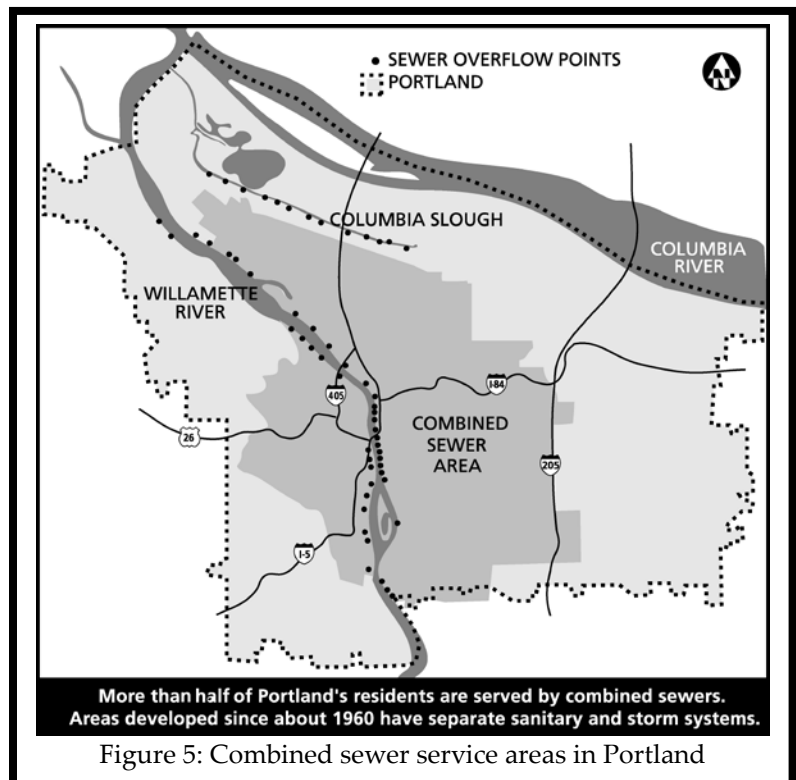 SEWER OVERFLOW POINTS
PORTLAND
N
COLUMBIA SLOUGH
COLUMBIA
RIVER
WILLAMETTE
RIVER
I-84
405
COMBINED
SEWER
AREA
26
205
I-5
More than half of Portland's residents are served by combined sewers.
Areas developed since about 1960 have separate sanitary and storm systems.
Figure 5: Combined sewer service areas in Portland